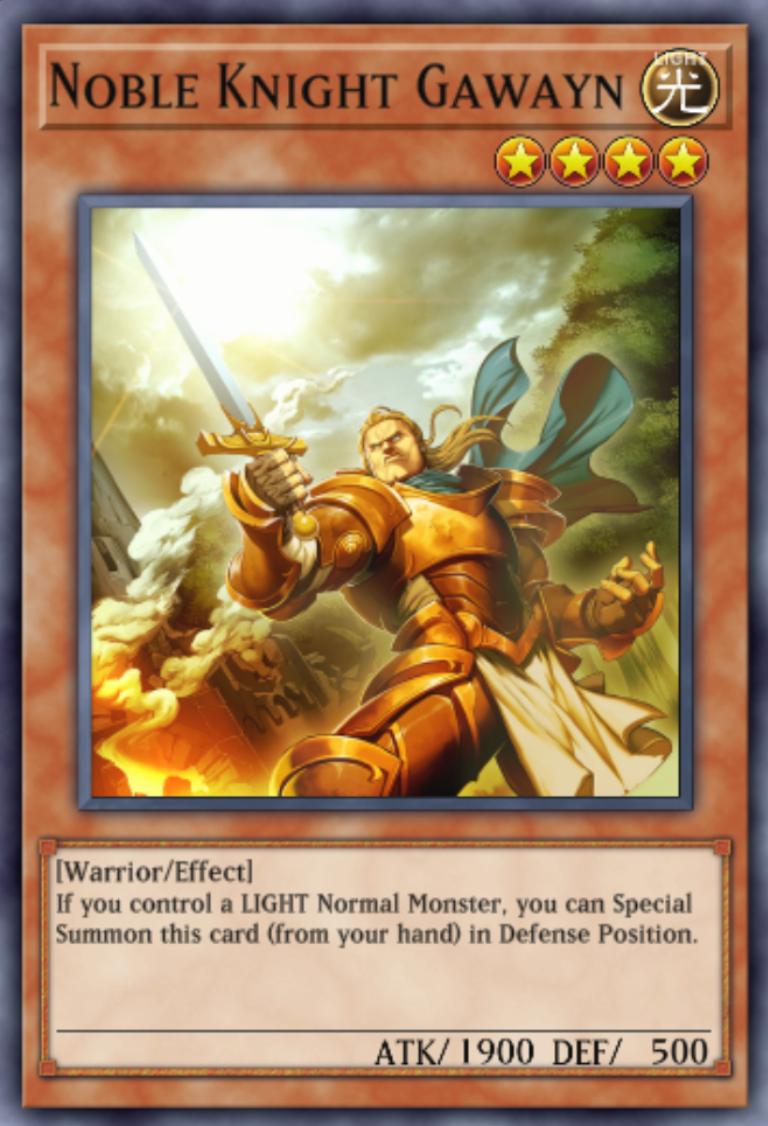 NOBLE KNIGHT GAWAYN
LIGHT
光
[Warrior/Effect]
If you control a LIGHT Normal Monster, you can Special
Summon this card (from your hand) in Defense Position.
ATK/ 1900 DEF/ 500